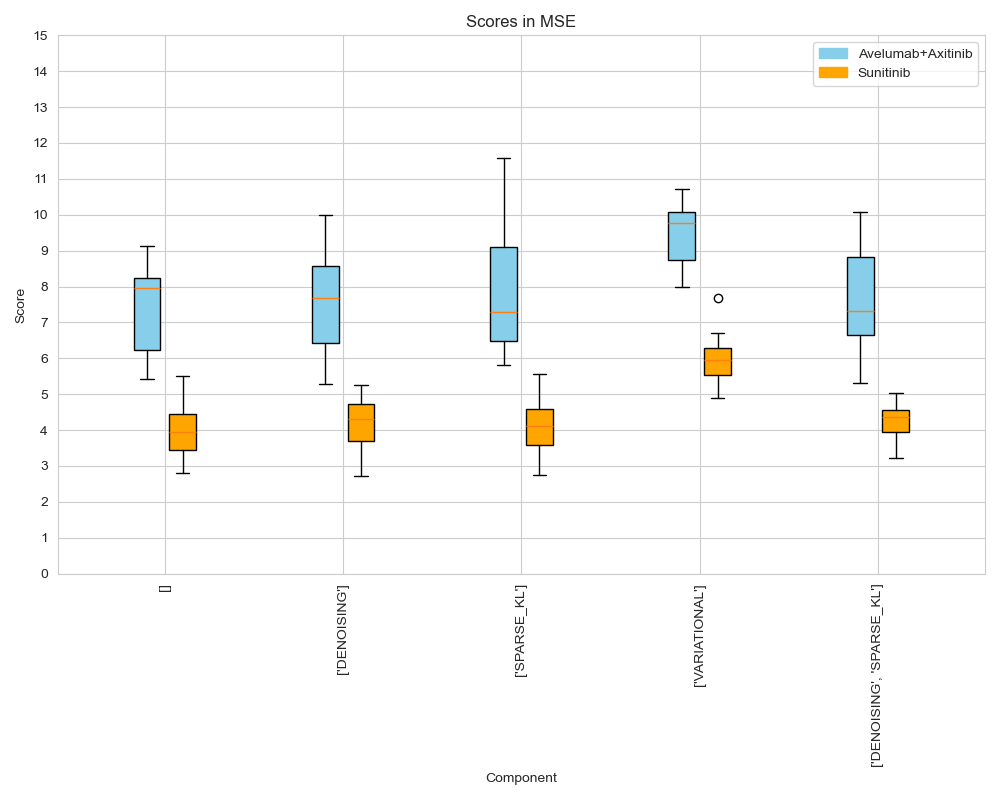 Scores in MSE
Avelumab+Axitinib
Sunitinib
Score
15
14
13
12
11
10
9
8
7
6
5
4
3
2
1
0
[]
['DENOISING']
['SPARSE_KL']
['VARIATIONAL']
['DENOISING', 'SPARSE_KL']
Component